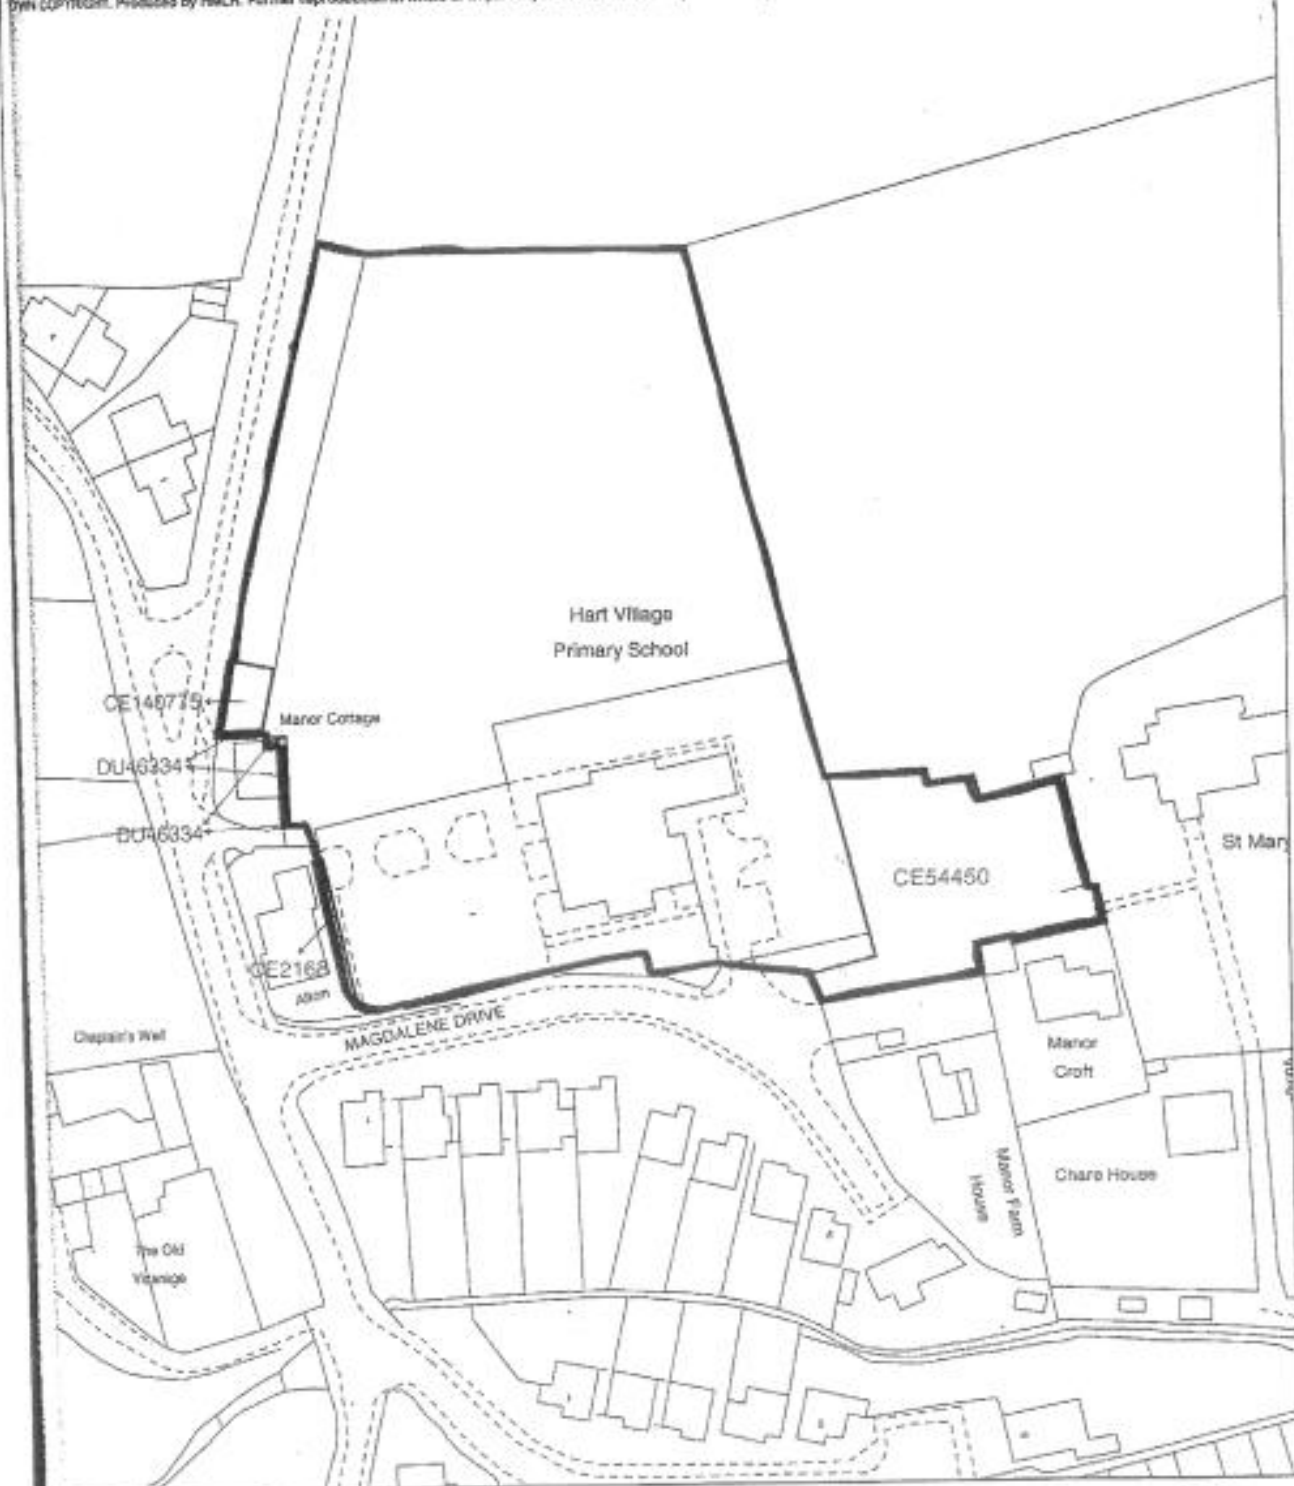 Hart Village
Primary School
CE140775
Manor Cottage
DU46334
DU46334
CE54450
St Mary
CE2168
MAGDALENE DRIVE
Chaplain's Well
Manor
Croft
Manor Farm
House
Chare House
The Old
Vicarage